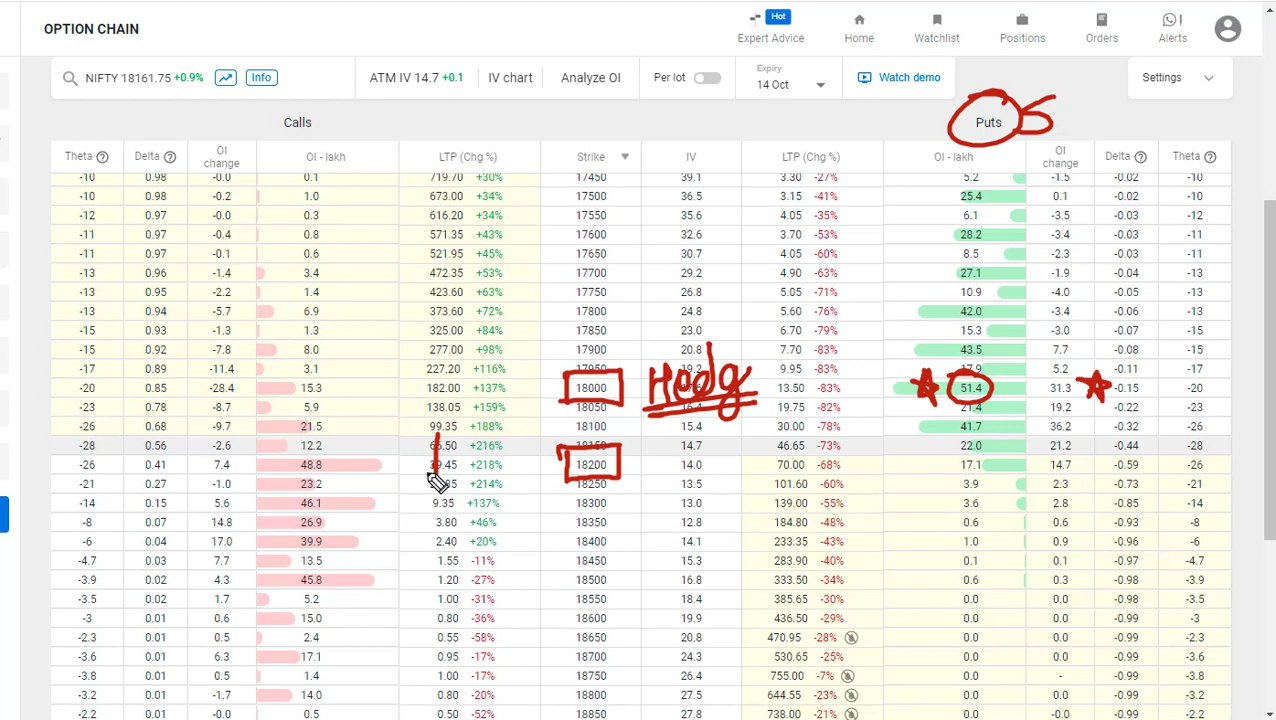 OPTION CHAIN
Hot
Expert Advice Home Watchlist Positions Orders Alerts
NIFTY 18161.75 +0.9% Info ATM IV 14.7 +0.1 IV chart Analyze OI Per lot Expiry 14 Oct Watch demo Settings
Calls Puts S
Theta Delta OI change OI - lakh LTP (Chg %) Strike IV LTP (Chg %) OI - lakh OI change Delta Theta
-10 0.98 -0.0 0.1 719.70 +30% 17450 39.1 3.30 -27% 5.2 -1.5 -0.02 -10
-10 0.98 -0.2 1.0 673.00 +34% 17500 36.5 3.15 -41% 25.4 0.1 -0.02 -10
-12 0.97 -0.0 0.3 616.20 +34% 17550 35.6 4.05 -35% 6.1 -3.5 -0.03 -12
-11 0.97 -0.4 0.8 571.35 +43% 17600 32.6 3.70 -53% 28.2 -3.4 -0.03 -11
-11 0.97 -0.1 0.6 521.95 +45% 17650 30.7 4.05 -60% 8.5 -2.3 -0.03 -11
-13 0.96 -1.4 3.4 472.35 +53% 17700 29.2 4.90 -63% 27.1 -1.9 -0.04 -13
-13 0.95 -2.2 1.4 423.60 +63% 17750 26.8 5.05 -71% 10.9 -4.0 -0.05 -13
-13 0.94 -5.7 6.9 373.60 +72% 17800 24.8 5.60 -76% 42.0 -3.4 -0.06 -13
-15 0.93 -1.3 1.3 325.00 +84% 17850 23.0 6.70 -79% 15.3 -3.0 -0.07 -15
-15 0.92 -7.8 8.0 277.00 +98% 17900 20.8 7.70 -83% 43.5 7.7 -0.08 -15
-17 0.89 -11.4 3.1 227.20 +116% 17950 19.2 9.95 -83% 17.9 5.2 -0.11 -17
-20 0.85 -28.4 15.3 182.00 +137% 18000 Hedg 13.50 -83% 51.4 31.3 -0.15 -20
-23 0.78 -8.7 5.9 138.05 +159% 18050 16.4 19.75 -82% 21.4 19.2 -0.22 -23
-26 0.68 -9.7 21.5 99.35 +188% 18100 15.4 30.00 -78% 41.7 36.2 -0.32 -26
-28 0.56 -2.6 12.2 +216% 18150 14.7 46.65 -73% 22.0 21.2 -0.44 -28
-26 0.41 7.4 48.8 39.45 +218% 18200 14.0 70.00 -68% 17.1 14.7 -0.59 -26
-21 0.27 -1.0 23.2 +214% 18250 13.5 101.60 -60% 3.9 2.3 -0.73 -21
-14 0.15 5.6 46.1 9.35 +137% 18300 13.0 139.00 -55% 3.6 2.8 -0.85 -14
-8 0.07 14.8 26.9 3.80 +46% 18350 12.8 184.80 -48% 0.6 0.6 -0.93 -8
-6 0.04 17.0 39.9 2.40 +20% 18400 14.1 233.35 -43% 1.0 0.9 -0.96 -6
-4.7 0.03 7.7 13.5 1.55 -11% 18450 15.3 283.90 -40% 0.1 0.1 -0.97 -4.7
-3.9 0.02 4.3 45.8 1.20 -27% 18500 16.8 333.50 -34% 0.6 0.3 -0.98 -3.9
-3.5 0.02 1.7 5.2 1.00 -31% 18550 18.4 385.65 -30% 0.0 0.0 -0.98 -3.5
-3 0.01 0.6 15.0 0.80 -36% 18600 19.9 436.50 -29% 0.0 0.0 -0.99 -3
-2.3 0.01 0.5 2.4 0.55 -58% 18650 20.8 470.95 -28% 0.0 0.0 -0.99 -2.3
-3.6 0.01 6.3 17.1 0.95 -17% 18700 24.3 530.65 -25% 0.0 0.0 -0.99 -3.6
-3.8 0.01 0.5 1.4 1.00 -17% 18750 26.4 755.00 -7% 0.0 - -0.99 -3.8
-3.2 0.01 -1.7 14.0 0.80 -20% 18800 27.5 644.55 -23% 0.0 0.0 -0.99 -3.2
-2.2 0.01 -0.0 0.5 0.50 -52% 18850 27.8 738.00 -21% 0.0 -0.0 -0.99 -2.2